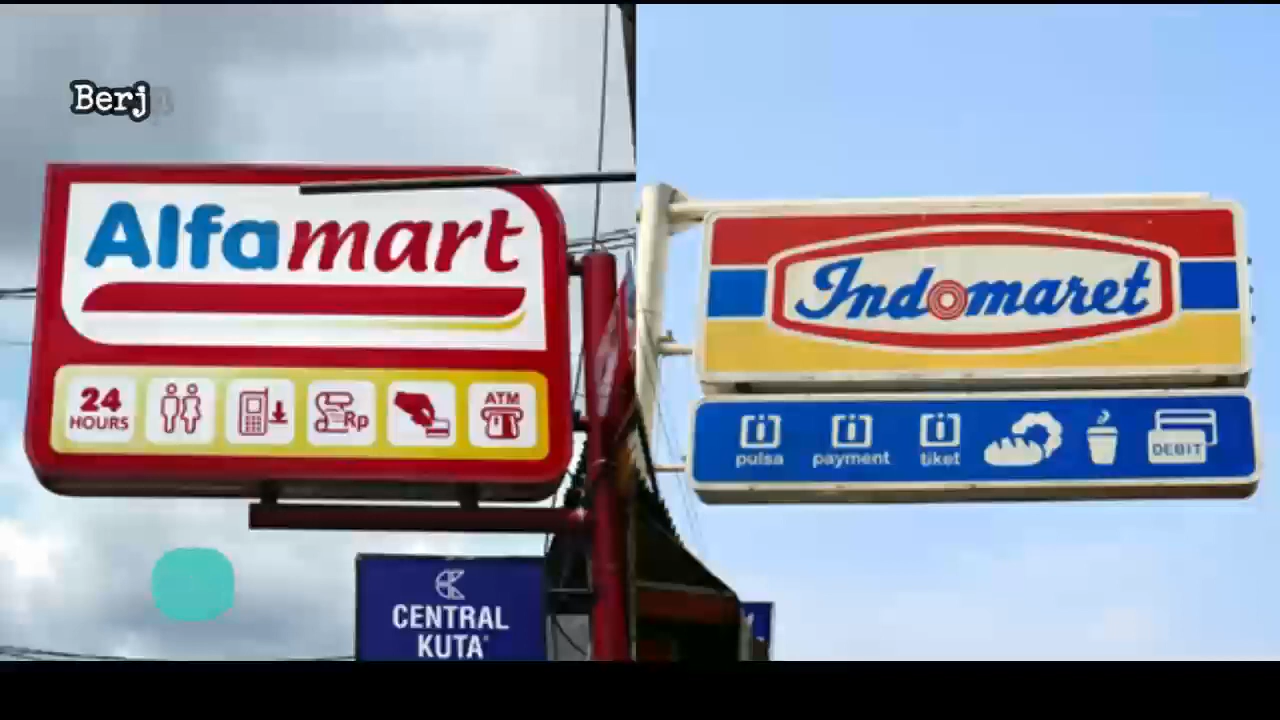 Berj
Alfamart
24
HOURS
Rp
ATM
CENTRAL
KUTA
Indomaret
pulsa
payment
tiket
DEBIT